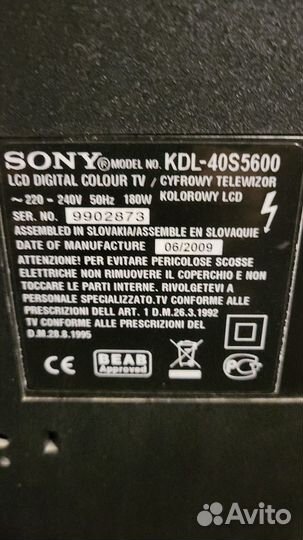 SONY® MODEL NO. KDL-40S5600
LCD DIGITAL COLOUR TV / CYFROWY TELEWIZOR
~220 - 240V 50Hz 180W KOLOROWY LCD
SER. NO. 9902873
ASSEMBLED IN SLOVAKIA/ASSEMBLE EN SLOVAQUIE
DATE OF MANUFACTURE 06/2009
ATTENZIONE! PER EVITARE PERICOLOSE SCOSSE
ELETTRICHE NON RIMUOVERE IL COPERCHIO E NON
TOCCARE LE PARTI INTERNE. RIVOLGETEVI A
PERSONALE SPECIALIZZATO.TV CONFORME ALLE
PRESCRIZIONI DELL ART. 1 D.M.26.3.1992
TV CONFORME ALLE PRESCRIZIONI DEL
D.M.28.8.1995
CE BEAB Approved
Avito